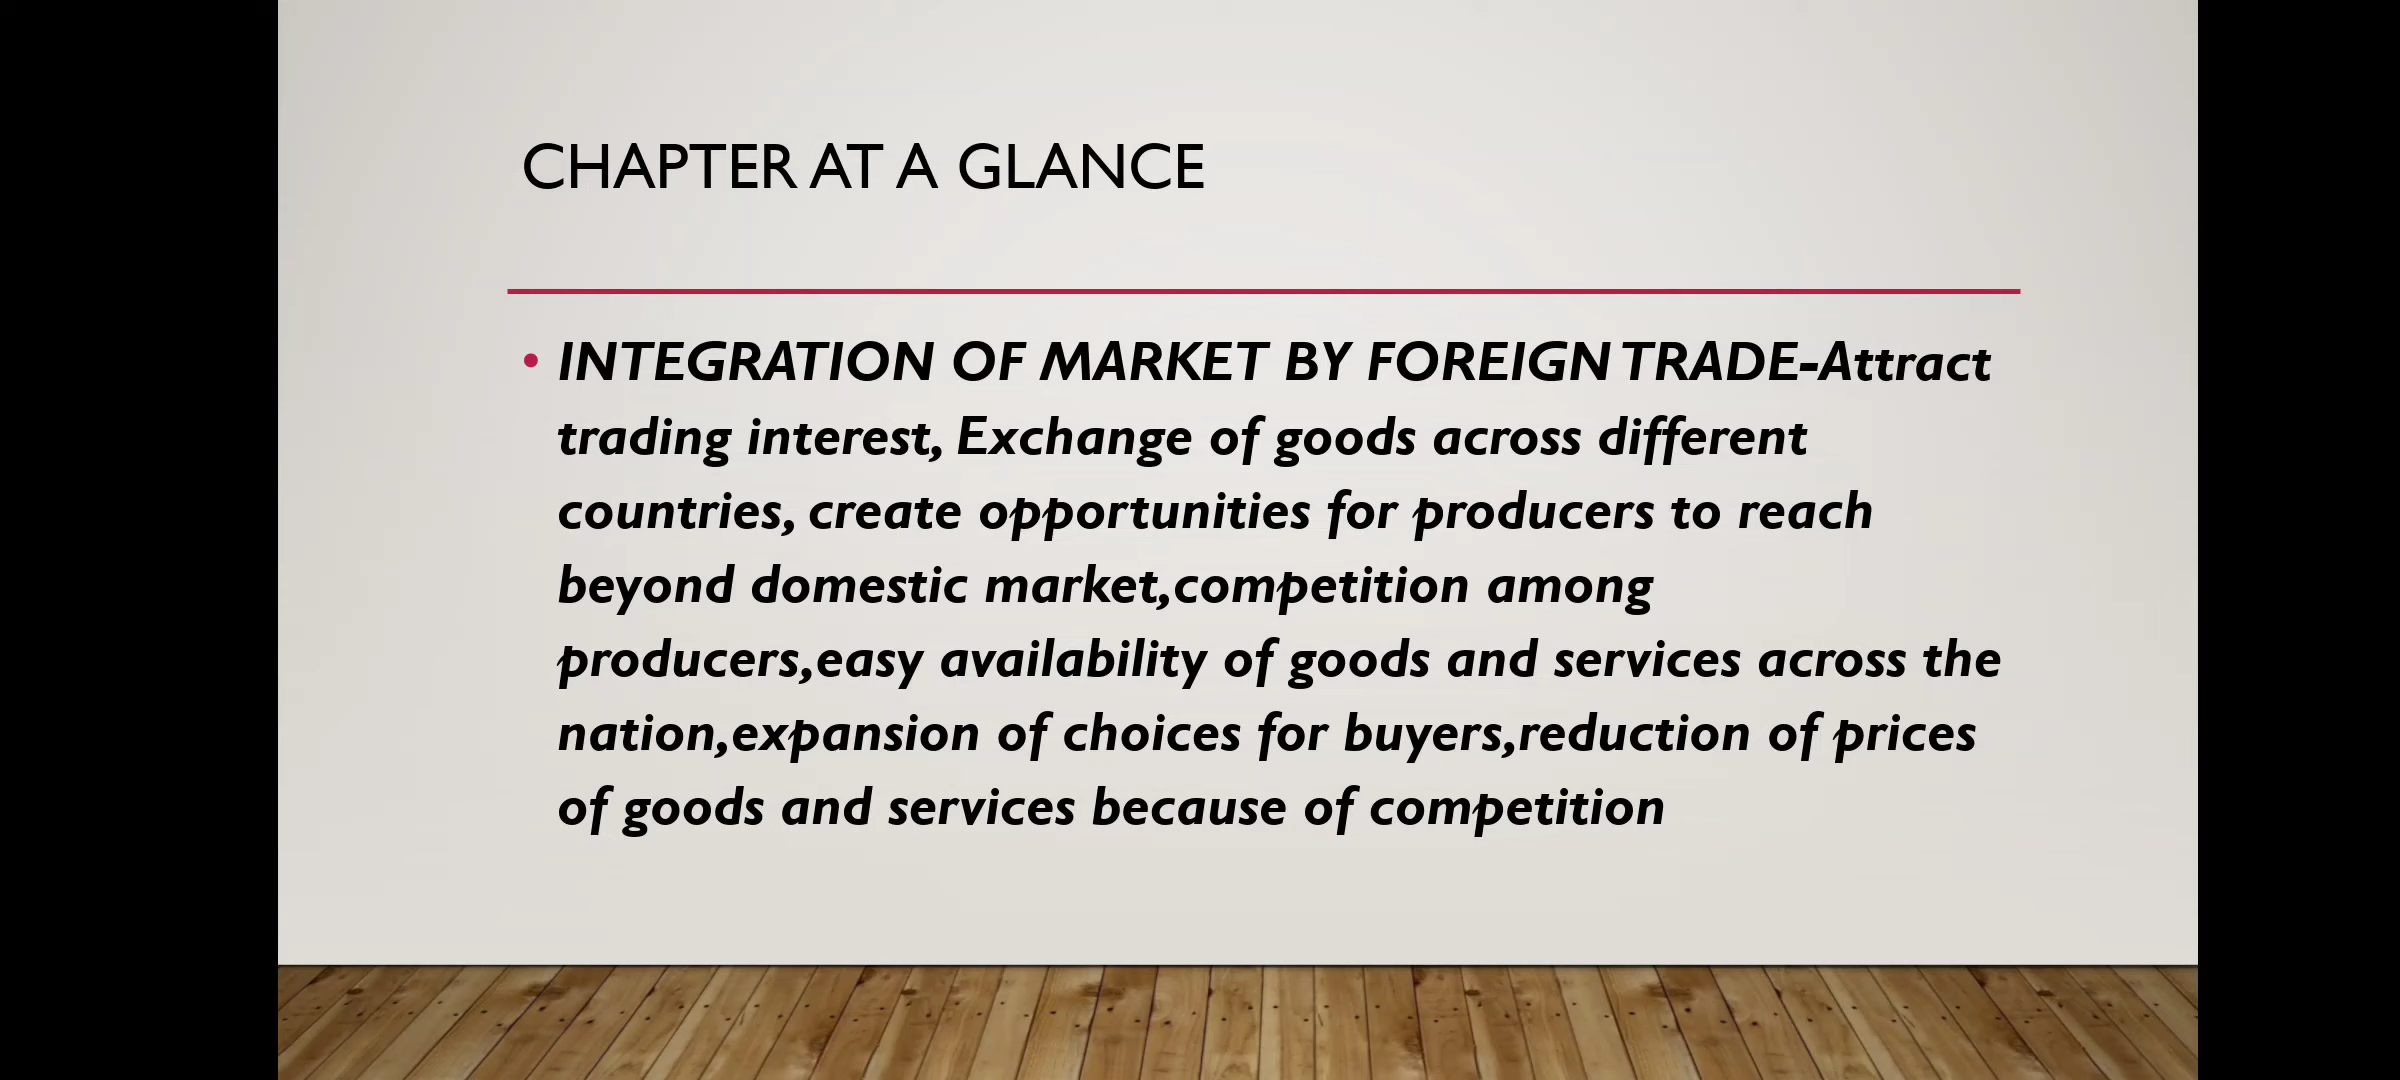 CHAPTER AT A GLANCE
• INTEGRATION OF MARKET BY FOREIGN TRADE-Attract
trading interest, Exchange of goods across different
countries, create opportunities for producers to reach
beyond domestic market,competition among
producers,easy availability of goods and services across the
nation,expansion of choices for buyers,reduction of prices
of goods and services because of competition